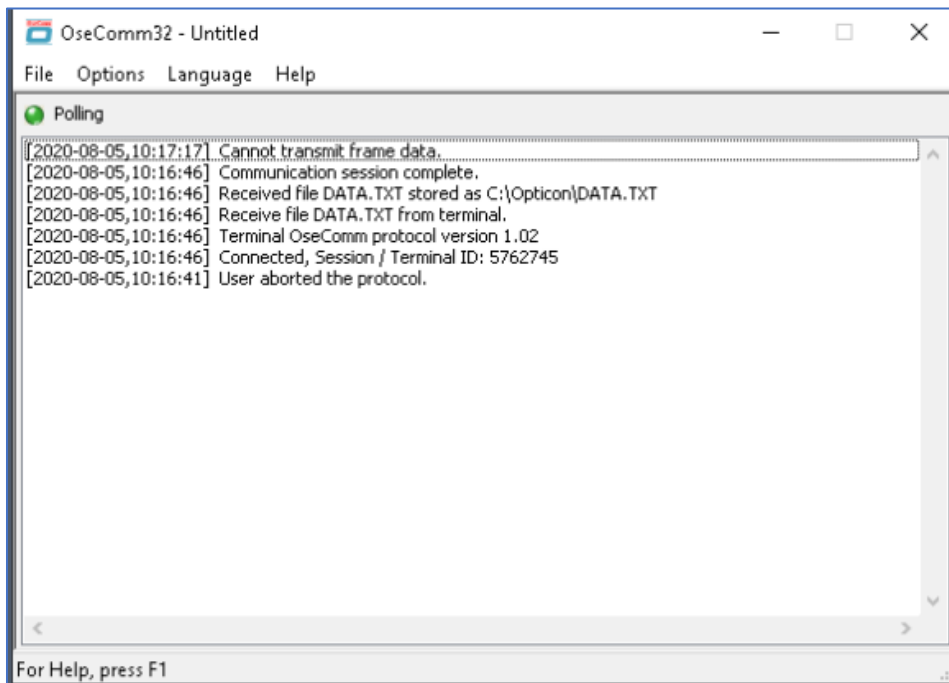 OseComm32 - Untitled
File Options Language Help
Polling
[2020-08-05,10:17:17] Cannot transmit frame data.
[2020-08-05,10:16:46] Communication session complete.
[2020-08-05,10:16:46] Received file DATA.TXT stored as C:\Opticon\DATA.TXT
[2020-08-05,10:16:46] Receive file DATA.TXT from terminal.
[2020-08-05,10:16:46] Terminal OseComm protocol version 1.02
[2020-08-05,10:16:46] Connected, Session / Terminal ID: 5762745
[2020-08-05,10:16:41] User aborted the protocol.
For Help, press F1